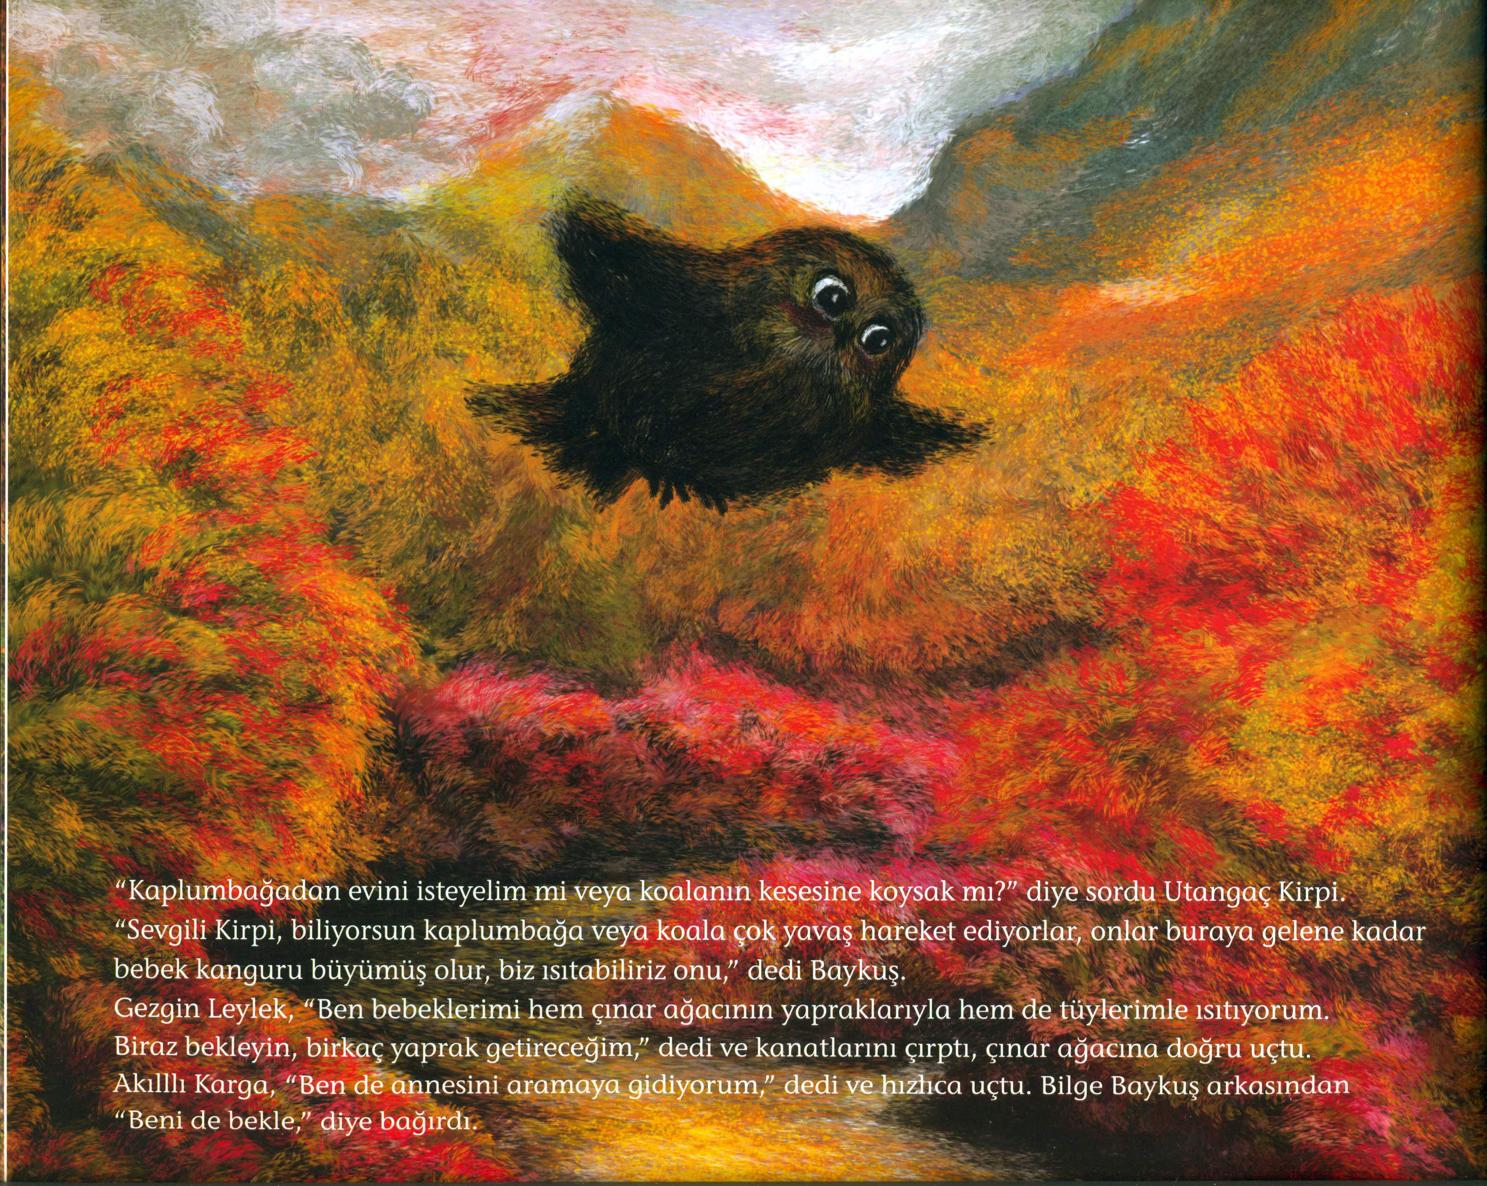 “Kaplumbağadan evini isteyelim mi veya koalanın kesesine koysak mı?” diye sordu Utangaç Kirpi.
“Sevgili Kirpi, biliyorsun kaplumbağa veya koala çok yavaş hareket ediyorlar, onlar buraya gelene kadar
bebek kanguru büyümüş olur, biz ısıtabiliriz onu,” dedi Baykuş.
Gezgin Leylek, “Ben bebeklerimi hem çınar ağacının yapraklarıyla hem de tüylerimle ısıtıyorum.
Biraz bekleyin, birkaç yaprak getireceğim,” dedi ve kanatlarını çırptı, çınar ağacına doğru uçtu.
Akılllı Karga, “Ben de annesini aramaya gidiyorum,” dedi ve hızlıca uçtu. Bilge Baykuş arkasından
“Beni de bekle,” diye bağırdı.